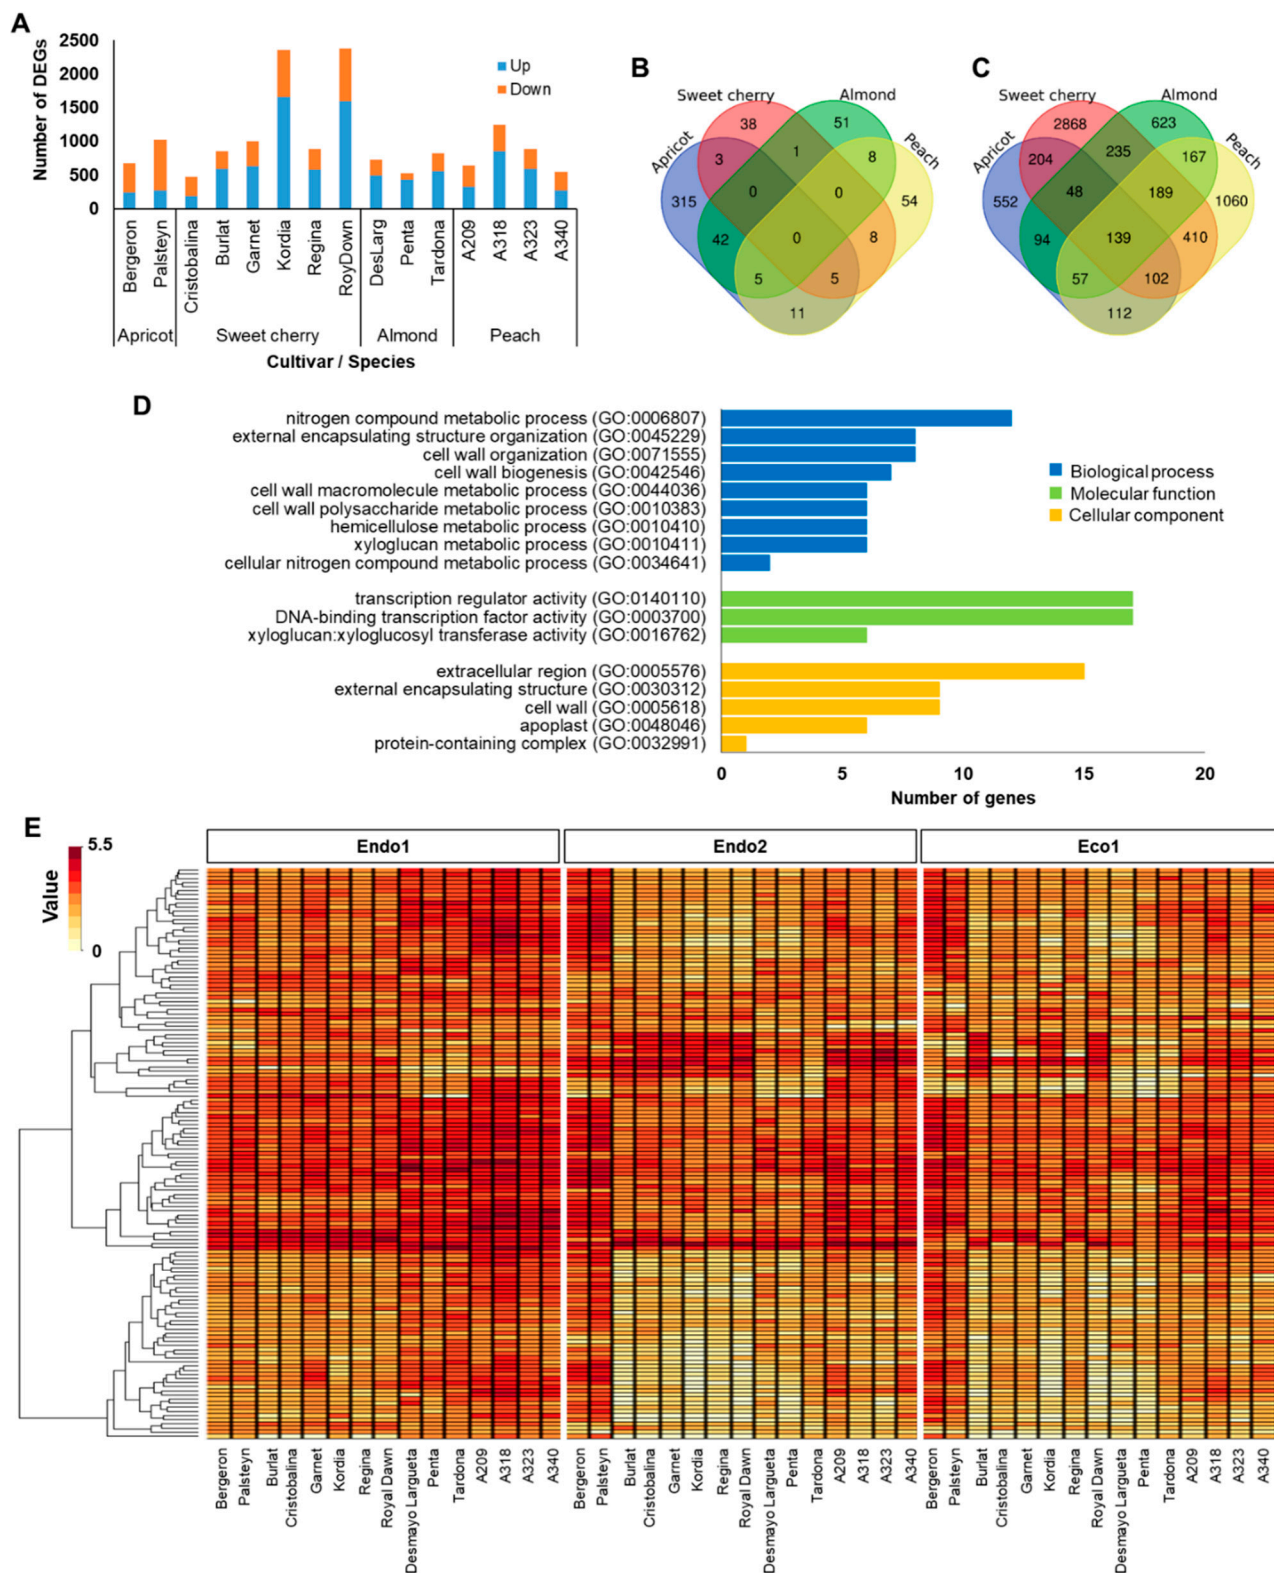 A
Number of DEGs
2500
2000
1500
1000
500
0
Up
Down
Bergeron
Palsteyn
Cristobalina
Burlat
Garnet
Kordia
Regina
RoyDown
DesLarg
Penta
Tardona
A209
A318
A323
A340
Apricot
Sweet cherry
Almond
Peach
Cultivar / Species
B
Sweet cherry
Almond
Apricot
Peach
38
51
3
1
8
315
0
0
54
42
0
8
5
5
11
C
Sweet cherry
Almond
Apricot
Peach
2868
623
204
235
167
552
48
189
1060
94
139
410
57
102
112
D
nitrogen compound metabolic process (GO:0006807)
external encapsulating structure organization (GO:0045229)
cell wall organization (GO:0071555)
cell wall biogenesis (GO:0042546)
cell wall macromolecule metabolic process (GO:0044036)
cell wall polysaccharide metabolic process (GO:0010383)
hemicellulose metabolic process (GO:0010410)
xyloglucan metabolic process (GO:0010411)
cellular nitrogen compound metabolic process (GO:0034641)
transcription regulator activity (GO:0140110)
DNA-binding transcription factor activity (GO:0003700)
xyloglucan:xyloglucosyl transferase activity (GO:0016762)
extracellular region (GO:0005576)
external encapsulating structure (GO:0030312)
cell wall (GO:0005618)
apoplast (GO:0048046)
protein-containing complex (GO:0032991)
Biological process
Molecular function
Cellular component
0 5 10 15 20
Number of genes
E
Value
5.5
0
Endo1
Endo2
Eco1
Bergeron
Palsteyn
Burlat
Cristobalina
Garnet
Kordia
Regina
Royal Dawn
Desmayo Largueta
Penta
Tardona
A209
A318
A323
A340
Bergeron
Palsteyn
Burlat
Cristobalina
Garnet
Kordia
Regina
Royal Dawn
Desmayo Largueta
Penta
Tardona
A209
A318
A323
A340
Bergeron
Palsteyn
Burlat
Cristobalina
Garnet
Kordia
Regina
Royal Dawn
Desmayo Largueta
Penta
Tardona
A209
A318
A323
A340